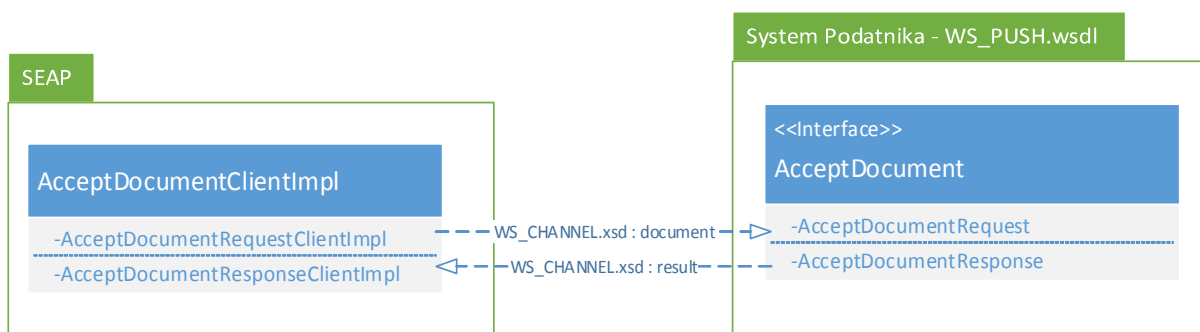 System Podatnika - WS_PUSH.wsdl
SEAP
<<Interface>>
AcceptDocument
AcceptDocumentClientImpl
-AcceptDocumentRequestClientImpl
WS_CHANNEL.xsd : document
-AcceptDocumentRequest
-AcceptDocumentResponseClientImpl
WS_CHANNEL.xsd : result
-AcceptDocumentResponse